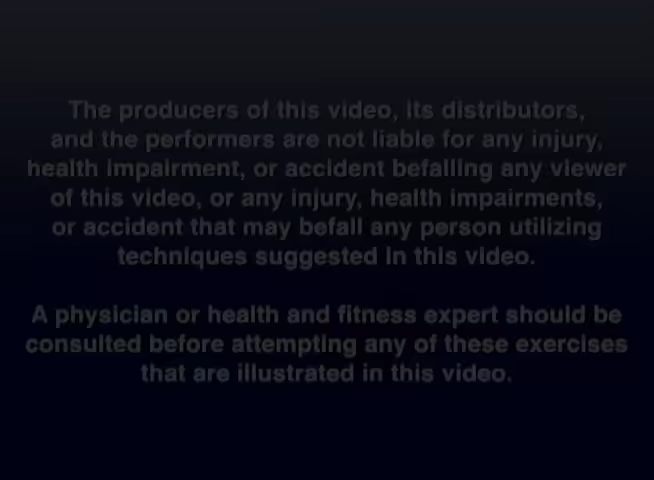 The producers of this video, its distributors,
and the performers are not liable for any injury,
health impairment, or accident befalling any viewer
of this video, or any injury, health impairments,
or accident that may befall any person utilizing
techniques suggested in this video.
A physician or health and fitness expert should be
consulted before attempting any of these exercises
that are illustrated in this video.